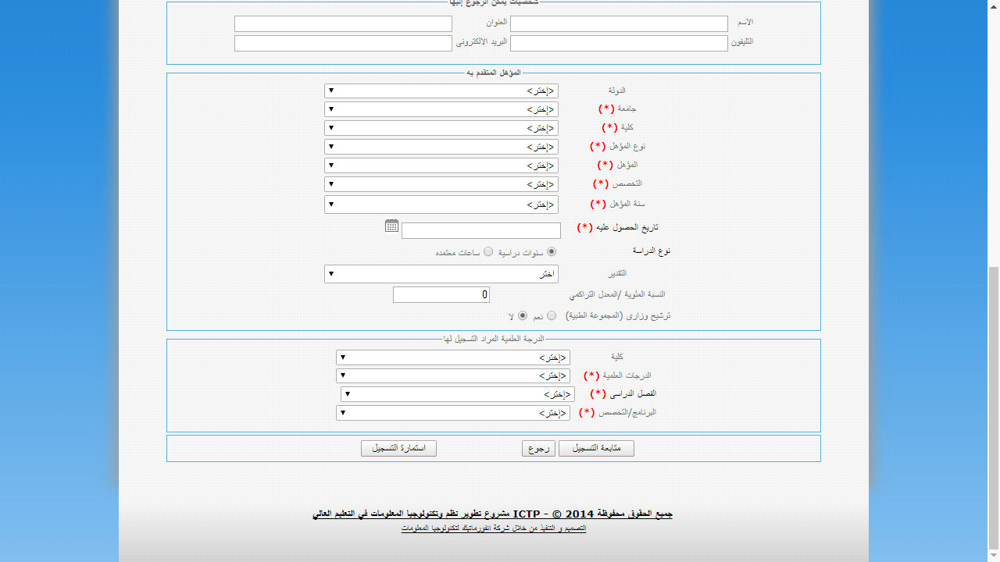 شخصيات يمكن الرجوع إليها
الاسم العنوان
التليفون البريد الالكترونى
المؤهل المتقدم به
الدولة <إختر>
جامعة (*) <إختر>
كلية (*) <إختر>
نوع المؤهل (*) <إختر>
المؤهل (*) <إختر>
التخصص (*) <إختر>
سنة المؤهل (*) <إختر>
تاريخ الحصول عليه (*)
نوع الدراسة سنوات دراسية ساعات معتمده
التقدير اختر
النسبة المئوية /المعدل التراكمي 0
ترشيح وزارى (المجموعة الطبية) نعم لا
الدرجة العلمية المراد التسجيل لها
كلية <إختر>
الدرجات العلمية (*) <إختر>
الفصل الدراسى (*) <إختر>
البرنامج/التخصص (*) <إختر>
متابعة التسجيل رجوع استمارة التسجيل
جميع الحقوق محفوظة 2014 © - ICTP مشروع تطوير نظم وتكنولوجيا المعلومات في التعليم العالي
التصميم و التنفيذ من خلال شركة انفورماتيك لتكنولوجيا المعلومات